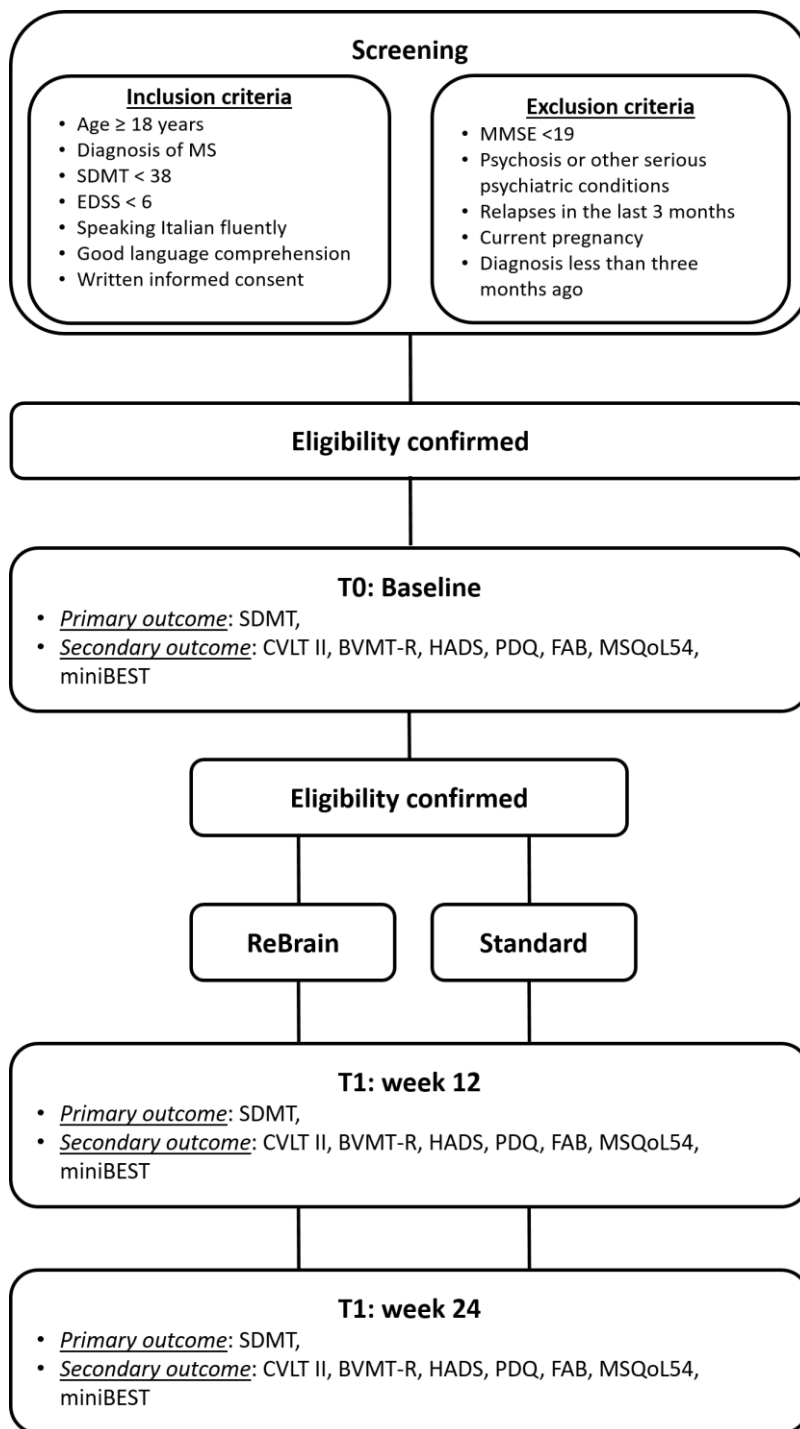 Screening
Inclusion criteria
• Age ≥ 18 years
• Diagnosis of MS
• SDMT < 38
• EDSS < 6
• Speaking Italian fluently
• Good language comprehension
• Written informed consent
Exclusion criteria
• MMSE <19
• Psychosis or other serious
psychiatric conditions
• Relapses in the last 3 months
• Current pregnancy
• Diagnosis less than three
months ago
Eligibility confirmed
T0: Baseline
• Primary outcome: SDMT,
• Secondary outcome: CVLT II, BVMT-R, HADS, PDQ, FAB, MSQoL54,
miniBEST
Eligibility confirmed
ReBrain
Standard
T1: week 12
• Primary outcome: SDMT,
• Secondary outcome: CVLT II, BVMT-R, HADS, PDQ, FAB, MSQoL54,
miniBEST
T1: week 24
• Primary outcome: SDMT,
• Secondary outcome: CVLT II, BVMT-R, HADS, PDQ, FAB, MSQoL54,
miniBEST